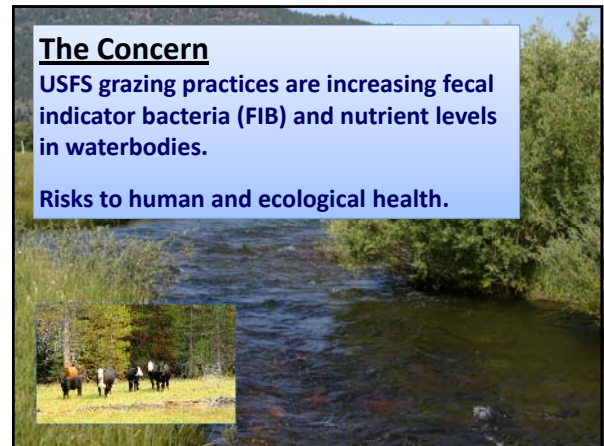 The Concern
USFS grazing practices are increasing fecal
indicator bacteria (FIB) and nutrient levels
in waterbodies.
Risks to human and ecological health.